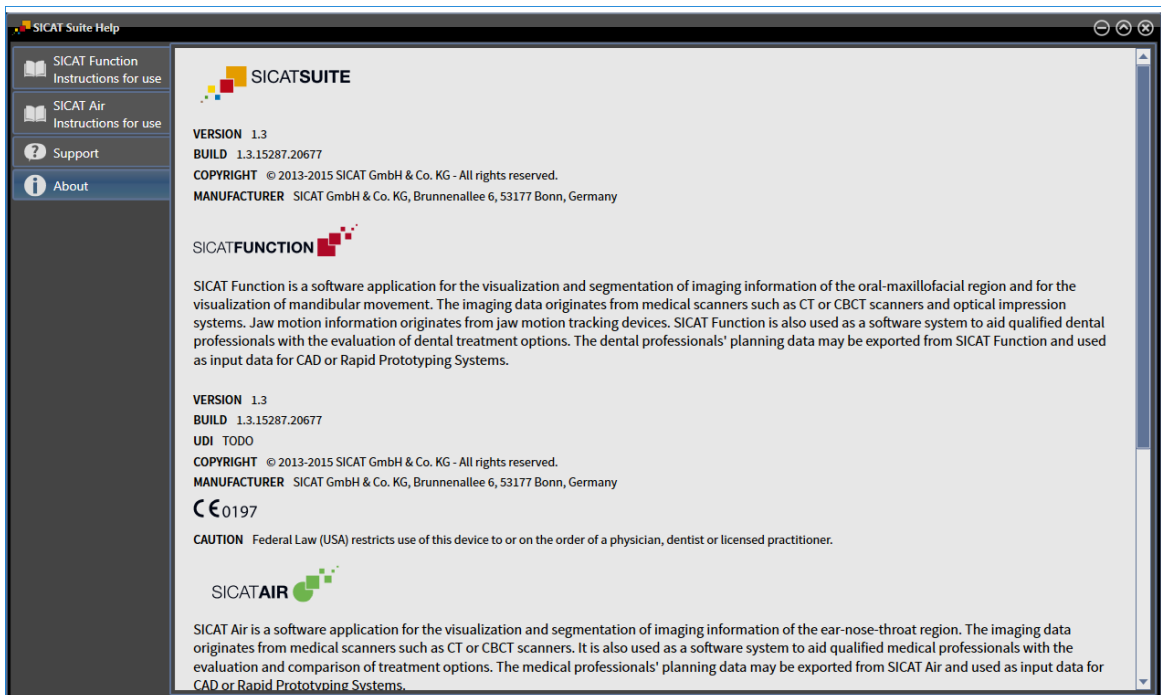 SICAT Suite Help
SICAT Function
Instructions for use
SICAT Air
Instructions for use
Support
About
SICATSUITE
VERSION 1.3
BUILD 1.3.15287.20677
COPYRIGHT © 2013-2015 SICAT GmbH & Co. KG - All rights reserved.
MANUFACTURER SICAT GmbH & Co. KG, Brunnenallee 6, 53177 Bonn, Germany
SICATFUNCTION
SICAT Function is a software application for the visualization and segmentation of imaging information of the oral-maxillofacial region and for the
visualization of mandibular movement. The imaging data originates from medical scanners such as CT or CBCT scanners and optical impression
systems. Jaw motion information originates from jaw motion tracking devices. SICAT Function is also used as a software system to aid qualified dental
professionals with the evaluation of dental treatment options. The dental professionals' planning data may be exported from SICAT Function and used
as input data for CAD or Rapid Prototyping Systems.
VERSION 1.3
BUILD 1.3.15287.20677
UDI TODO
COPYRIGHT © 2013-2015 SICAT GmbH & Co. KG - All rights reserved.
MANUFACTURER SICAT GmbH & Co. KG, Brunnenallee 6, 53177 Bonn, Germany
CE0197
CAUTION Federal Law (USA) restricts use of this device to or on the order of a physician, dentist or licensed practitioner.
SICATAIR
SICAT Air is a software application for the visualization and segmentation of imaging information of the ear-nose-throat region. The imaging data
originates from medical scanners such as CT or CBCT scanners. It is also used as a software system to aid qualified medical professionals with the
evaluation and comparison of treatment options. The medical professionals' planning data may be exported from SICAT Air and used as input data for
CAD or Rapid Prototyping Systems.